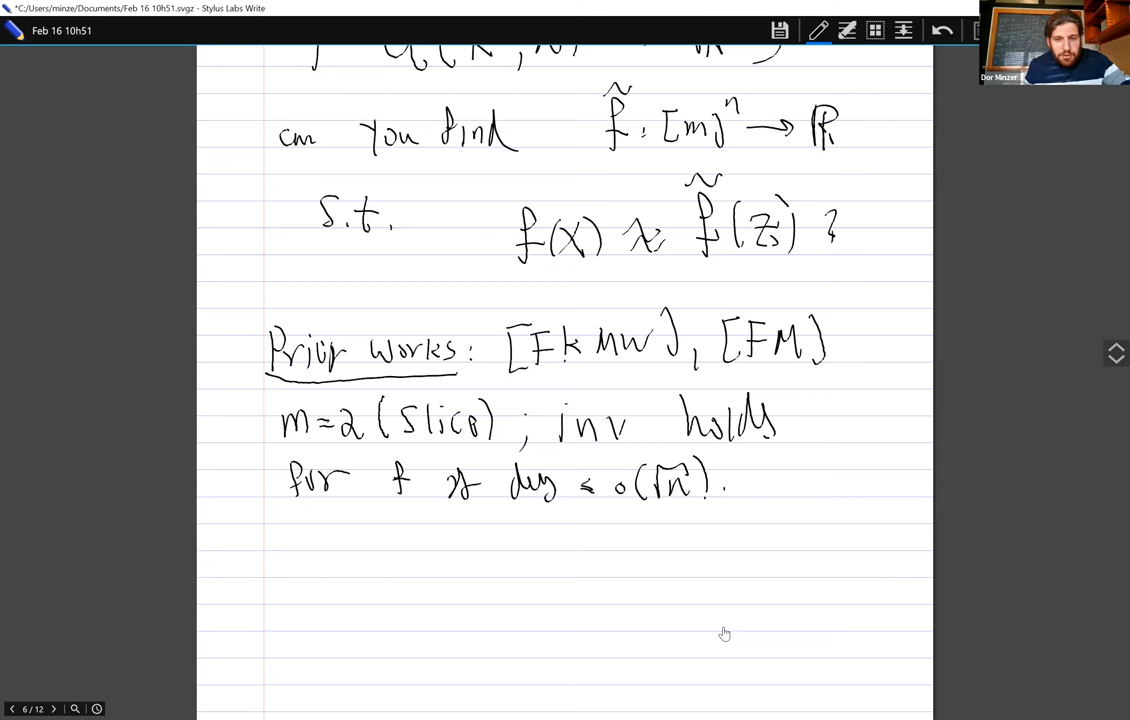 *C:/Users/minze/Documents/Feb 16 10h51.svgz - Stylus Labs Write
Feb 16 10h51
Dor Minzer
can you find f̃ : [m]^n → ℝ
s.t. f(x) ≈ f̃(z) ?
Prior works: [FKMW], [FM]
m=2 (slice) ; inv holds
for f of deg ≤ o(√n).
6 / 12